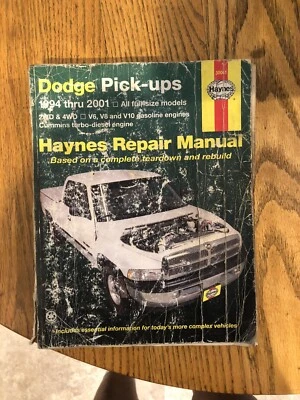 Haynes
Dodge Pick-ups
1994 thru 2001 □ All full-size models
2WD & 4WD □ V6, V8 and V10 gasoline engines
Cummins turbo-diesel engine
Haynes Repair Manual
Based on a complete teardown and rebuild
Haynes
Includes essential information for today's more complex vehicles